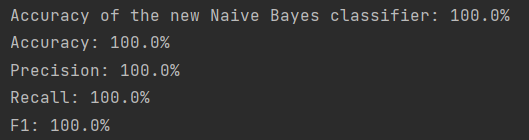 Accuracy of the new Naive Bayes classifier: 100.0%
Accuracy: 100.0%
Precision: 100.0%
Recall: 100.0%
F1: 100.0%